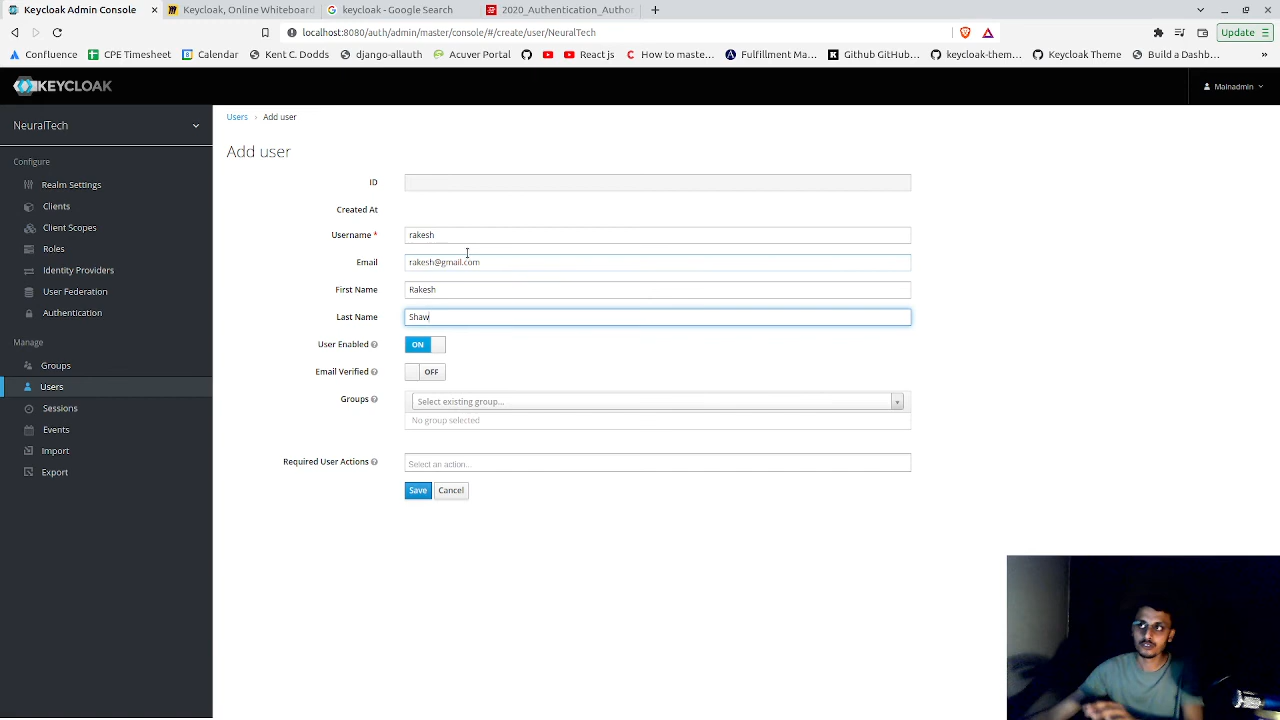 Keycloak Admin Console
Keycloak, Online Whiteboard
keycloak - Google Search
2020_Authentication_Author
localhost:8080/auth/admin/master/console/#/create/user/NeuralTech
Update
Confluence
CPE Timesheet
Calendar
Kent C. Dodds
django-allauth
Acuver Portal
React js
How to maste...
Fulfillment Ma...
Github GitHub...
keycloak-them...
Keycloak Theme
Build a Dashb...
KEYCLOAK
Mainadmin
NeuralTech
Configure
Realm Settings
Clients
Client Scopes
Roles
Identity Providers
User Federation
Authentication
Manage
Groups
Users
Sessions
Events
Import
Export
Users > Add user
Add user
ID
Created At
Username * rakesh
Email rakesh@gmail.com
First Name Rakesh
Last Name Shaw
User Enabled ON
Email Verified OFF
Groups Select existing group...
No group selected
Required User Actions Select an action...
Save Cancel